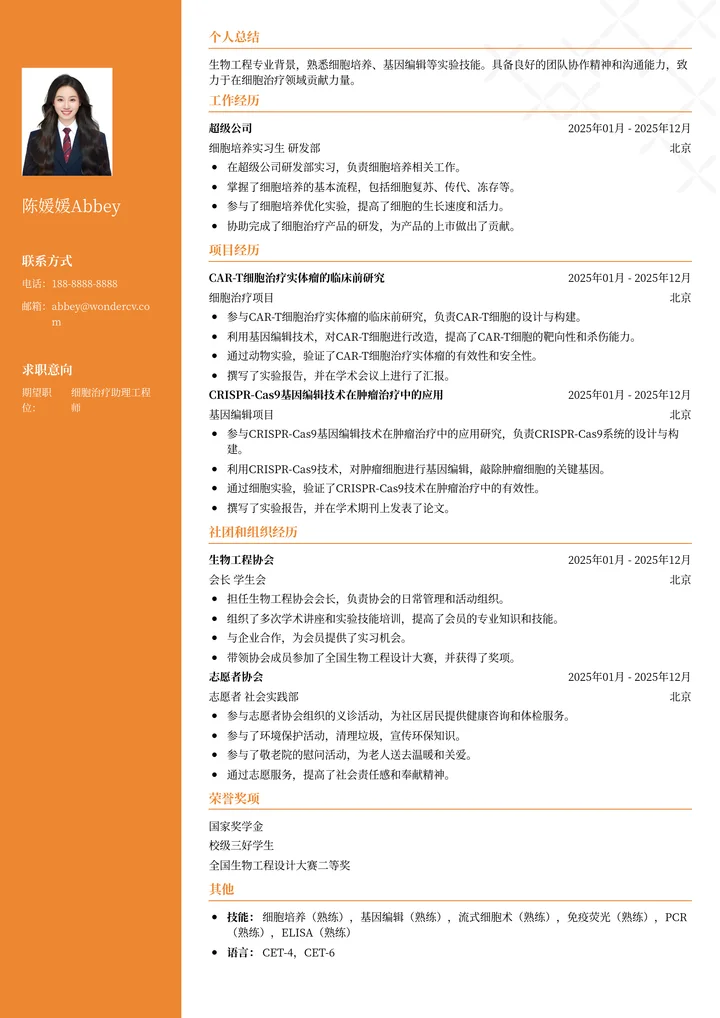 陈媛媛Abbey
联系方式
电话：188-8888-8888
邮箱：abbey@wondercv.co
m
求职意向
期望职 细胞治疗助理工程
位： 师
个人总结
生物工程专业背景，熟悉细胞培养、基因编辑等实验技能。具备良好的团队协作精神和沟通能力，致
力于在细胞治疗领域贡献力量。
工作经历
超级公司 2025年01月 - 2025年12月
细胞培养实习生 研发部 北京
• 在超级公司研发部实习，负责细胞培养相关工作。
• 掌握了细胞培养的基本流程，包括细胞复苏、传代、冻存等。
• 参与了细胞培养优化实验，提高了细胞的生长速度和活力。
• 协助完成了细胞治疗产品的研发，为产品的上市做出了贡献。
项目经历
CAR-T细胞治疗实体瘤的临床前研究 2025年01月 - 2025年12月
细胞治疗项目 北京
• 参与CAR-T细胞治疗实体瘤的临床前研究，负责CAR-T细胞的设计与构建。
• 利用基因编辑技术，对CAR-T细胞进行改造，提高了CAR-T细胞的靶向性和杀伤能力。
• 通过动物实验，验证了CAR-T细胞治疗实体瘤的有效性和安全性。
• 撰写了实验报告，并在学术会议上进行了汇报。
CRISPR-Cas9基因编辑技术在肿瘤治疗中的应用 2025年01月 - 2025年12月
基因编辑项目 北京
• 参与CRISPR-Cas9基因编辑技术在肿瘤治疗中的应用研究，负责CRISPR-Cas9系统的设计与构
建。
• 利用CRISPR-Cas9技术，对肿瘤细胞进行基因编辑，敲除肿瘤细胞的关键基因。
• 通过细胞实验，验证了CRISPR-Cas9技术在肿瘤治疗中的有效性。
• 撰写了实验报告，并在学术期刊上发表了论文。
社团和组织经历
生物工程协会 2025年01月 - 2025年12月
会长 学生会 北京
• 担任生物工程协会会长，负责协会的日常管理和活动组织。
• 组织了多次学术讲座和实验技能培训，提高了会员的专业知识和技能。
• 与企业合作，为会员提供了实习机会。
• 带领协会成员参加了全国生物工程设计大赛，并获得了奖项。
志愿者协会 2025年01月 - 2025年12月
志愿者 社会实践部 北京
• 参与志愿者协会组织的义诊活动，为社区居民提供健康咨询和体检服务。
• 参与了环境保护活动，清理垃圾，宣传环保知识。
• 参与了敬老院的慰问活动，为老人送去温暖和关爱。
• 通过志愿服务，提高了社会责任感和奉献精神。
荣誉奖项
国家奖学金
校级三好学生
全国生物工程设计大赛二等奖
其他
• 技能： 细胞培养（熟练），基因编辑（熟练），流式细胞术（熟练），免疫荧光（熟练），PCR
（熟练），ELISA（熟练）
• 语言： CET-4，CET-6